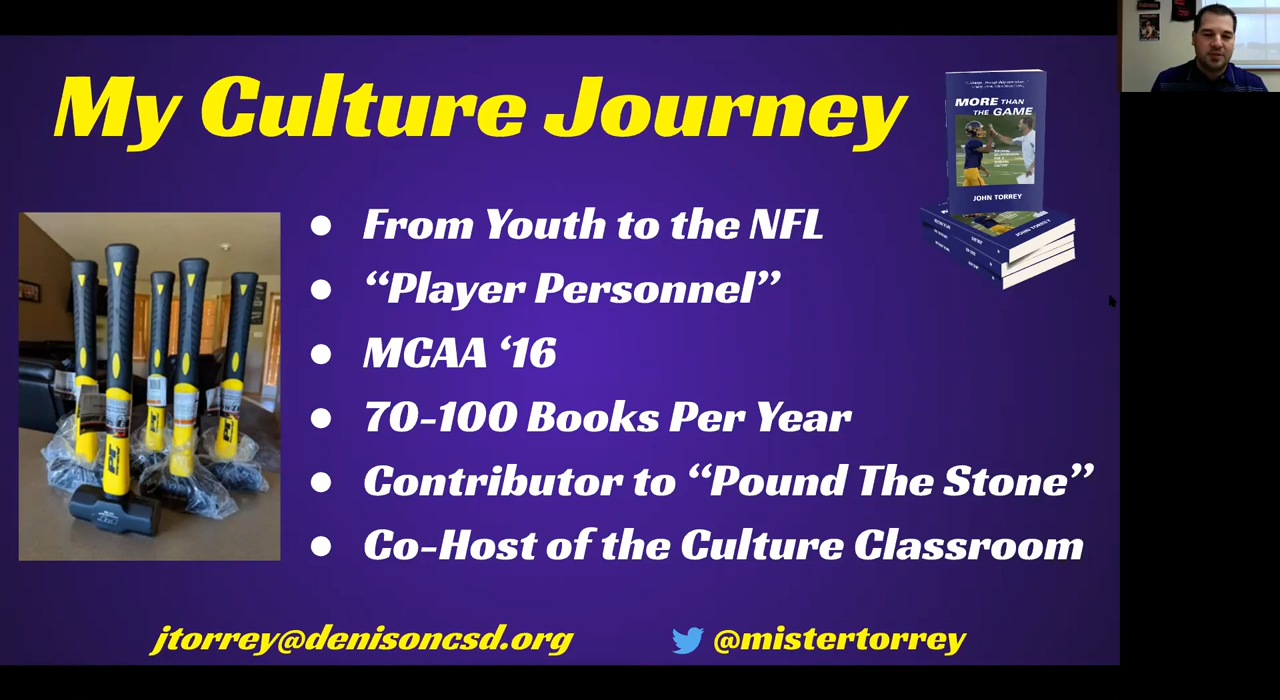 My Culture Journey
MORE THAN
THE GAME
JOHN TORREY
JOHN TORREY
From Youth to the NFL
“Player Personnel”
MCAA ‘16
70-100 Books Per Year
Contributor to “Pound The Stone”
Co-Host of the Culture Classroom
jtorrey@denisoncsd.org
@mistertorrey